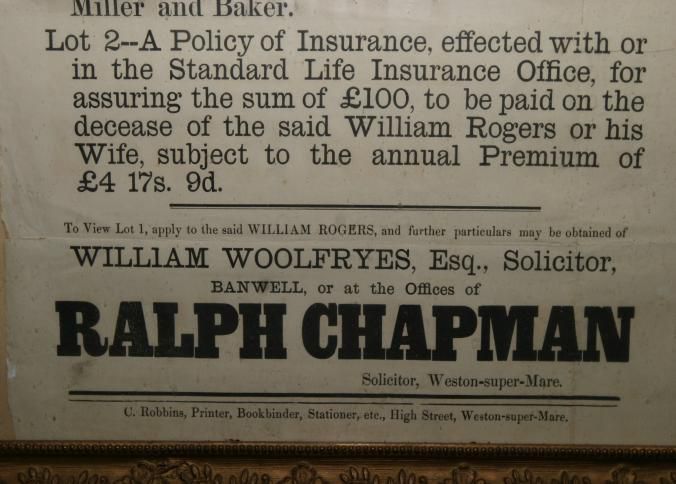 Miller and Baker.
Lot 2--A Policy of Insurance, effected with or
in the Standard Life Insurance Office, for
assuring the sum of £100, to be paid on the
decease of the said William Rogers or his
Wife, subject to the annual Premium of
£4 17s. 9d.
To View Lot 1, apply to the said WILLIAM ROGERS, and further particulars may be obtained of
WILLIAM WOOLFRYES, Esq., Solicitor,
BANWELL, or at the Offices of
RALPH CHAPMAN
Solicitor, Weston-super-Mare.
C. Robbins, Printer, Bookbinder, Stationer, etc., High Street, Weston-super-Mare.